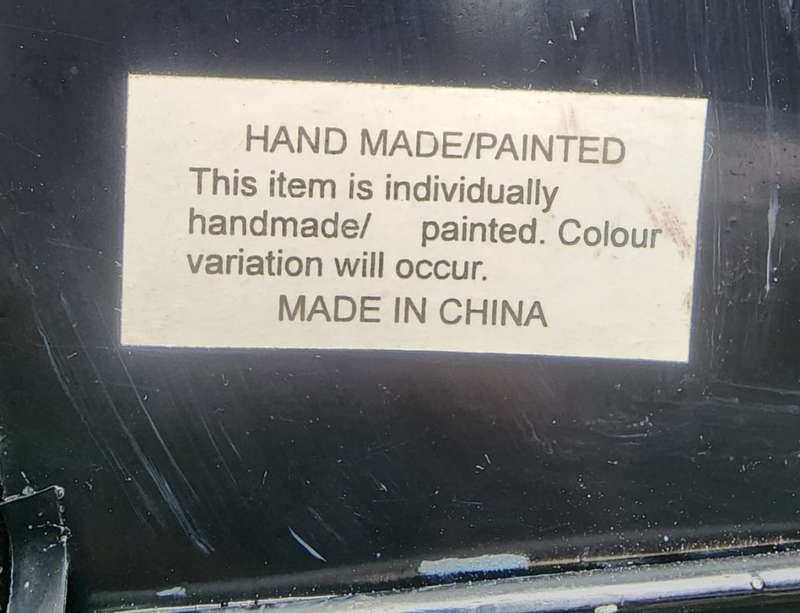 HAND MADE/PAINTED
This item is individually
handmade/ painted. Colour
variation will occur.
MADE IN CHINA